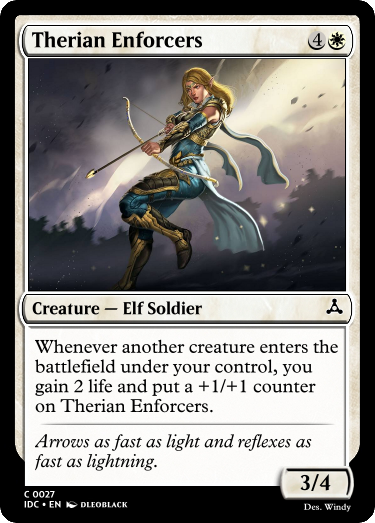 Therian Enforcers 4
Creature — Elf Soldier
Whenever another creature enters the
battlefield under your control, you
gain 2 life and put a +1/+1 counter
on Therian Enforcers.
Arrows as fast as light and reflexes as
fast as lightning.
3/4
C 0027
IDC • EN DLEOBLACK
Des. Windy